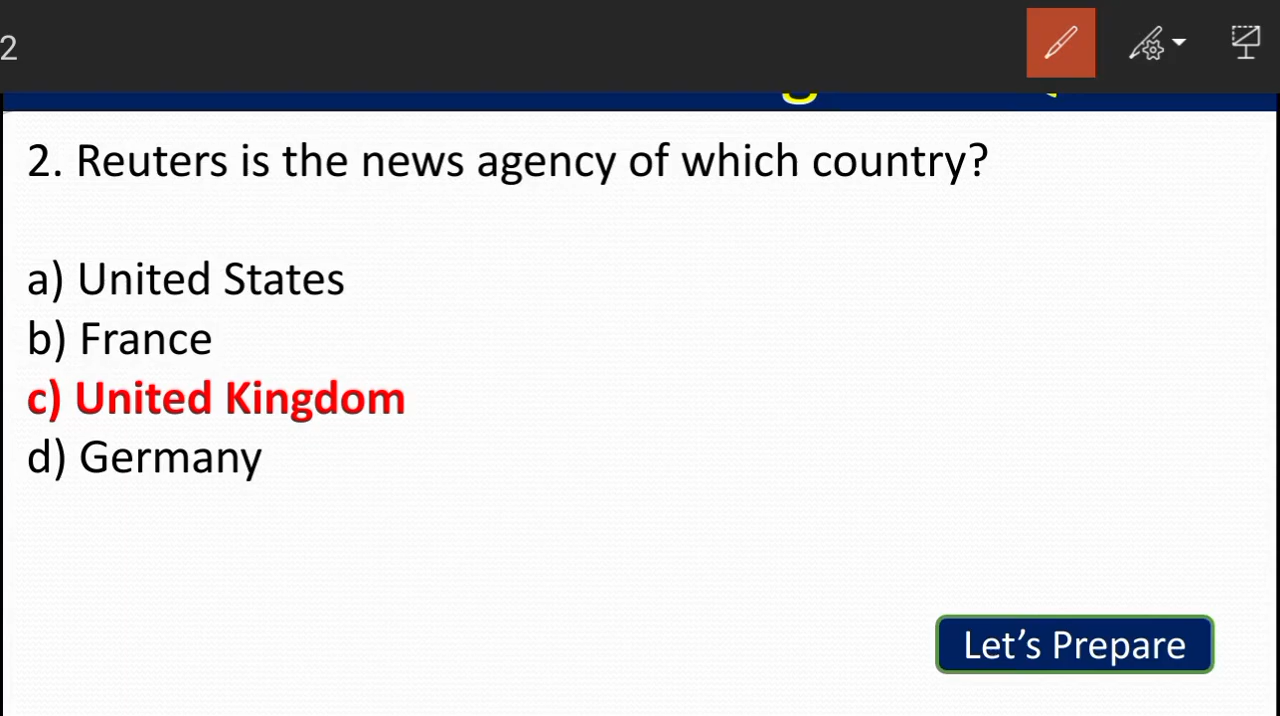 2
2. Reuters is the news agency of which country?
a) United States
b) France
c) United Kingdom
d) Germany
Let’s Prepare